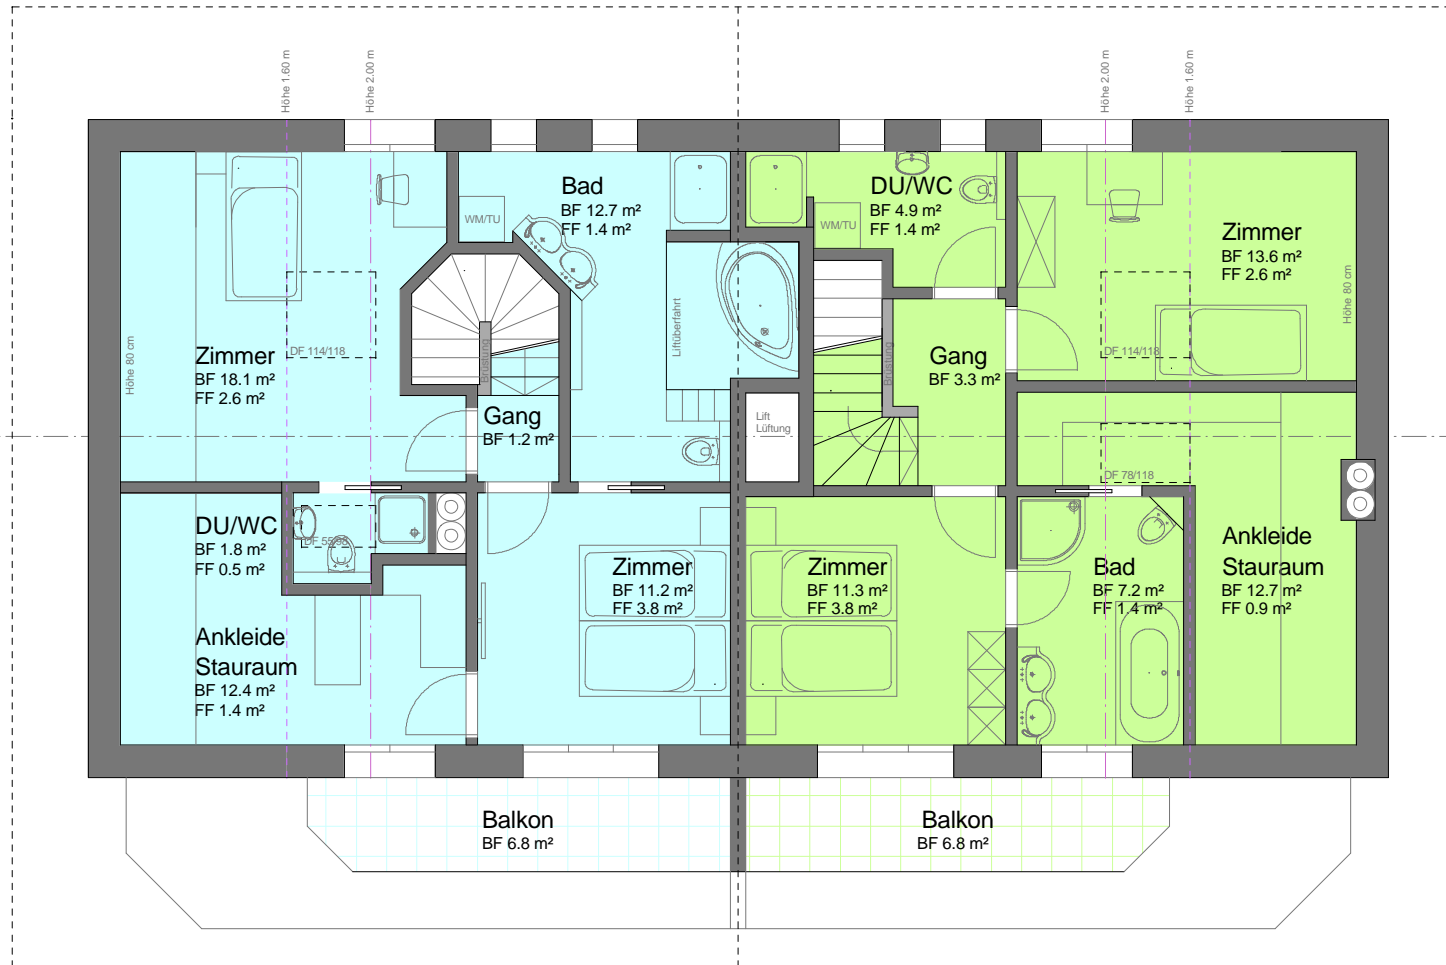 Höhe 1.60 m
Höhe 2.00 m
Höhe 2.00 m
Höhe 1.60 m
Bad
BF 12.7 m²
FF 1.4 m²
WM/TU
DU/WC
BF 4.9 m²
FF 1.4 m²
WM/TU
Zimmer
BF 13.6 m²
FF 2.6 m²
Höhe 80 cm
Höhe 80 cm
Zimmer
BF 18.1 m²
FF 2.6 m²
DF 114/118
Brüstung
Liftüberfahrt
Brüstung
Gang
BF 3.3 m²
DF 114/118
Gang
BF 1.2 m²
Lift
Lüftung
DF 78/118
DU/WC
BF 1.8 m²
FF 0.5 m²
Zimmer
BF 11.2 m²
FF 3.8 m²
Zimmer
BF 11.3 m²
FF 3.8 m²
Bad
BF 7.2 m²
FF 1.4 m²
Ankleide
Stauraum
BF 12.7 m²
FF 0.9 m²
Ankleide
Stauraum
BF 12.4 m²
FF 1.4 m²
Balkon
BF 6.8 m²
Balkon
BF 6.8 m²